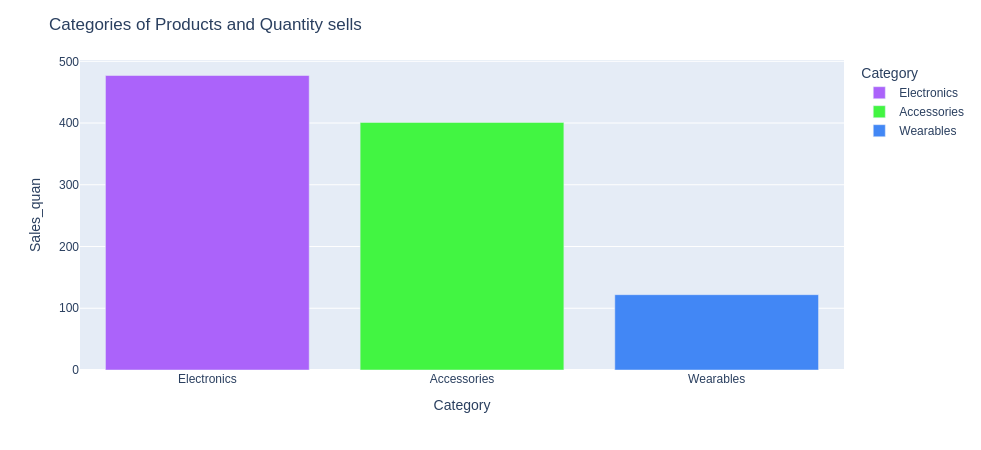 Categories of Products and Quantity sells
500
400
300
200
100
0
Sales_quan
Electronics
Accessories
Wearables
Category
Category
Electronics
Accessories
Wearables